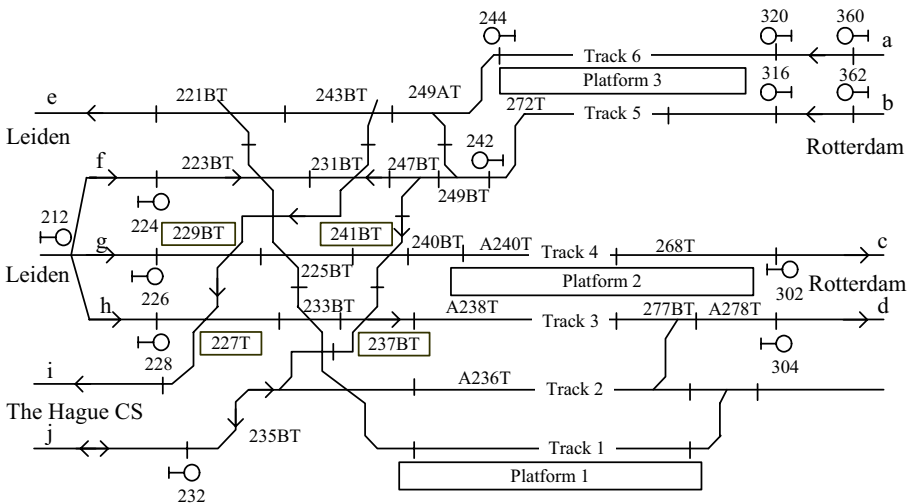 244
320
360
a
Track 6
Platform 3
e
221BT
243BT
249AT
316
362
272T
Track 5
b
Leiden
Rotterdam
242
f
223BT
231BT
247BT
249BT
212
224
229BT
241BT
g
240BT
A240T
Track 4
268T
c
Leiden
226
225BT
Platform 2
302
Rotterdam
h
233BT
A238T
277BT
A278T
d
Track 3
228
227T
237BT
304
i
A236T
Track 2
The Hague CS
j
235BT
Track 1
232
Platform 1